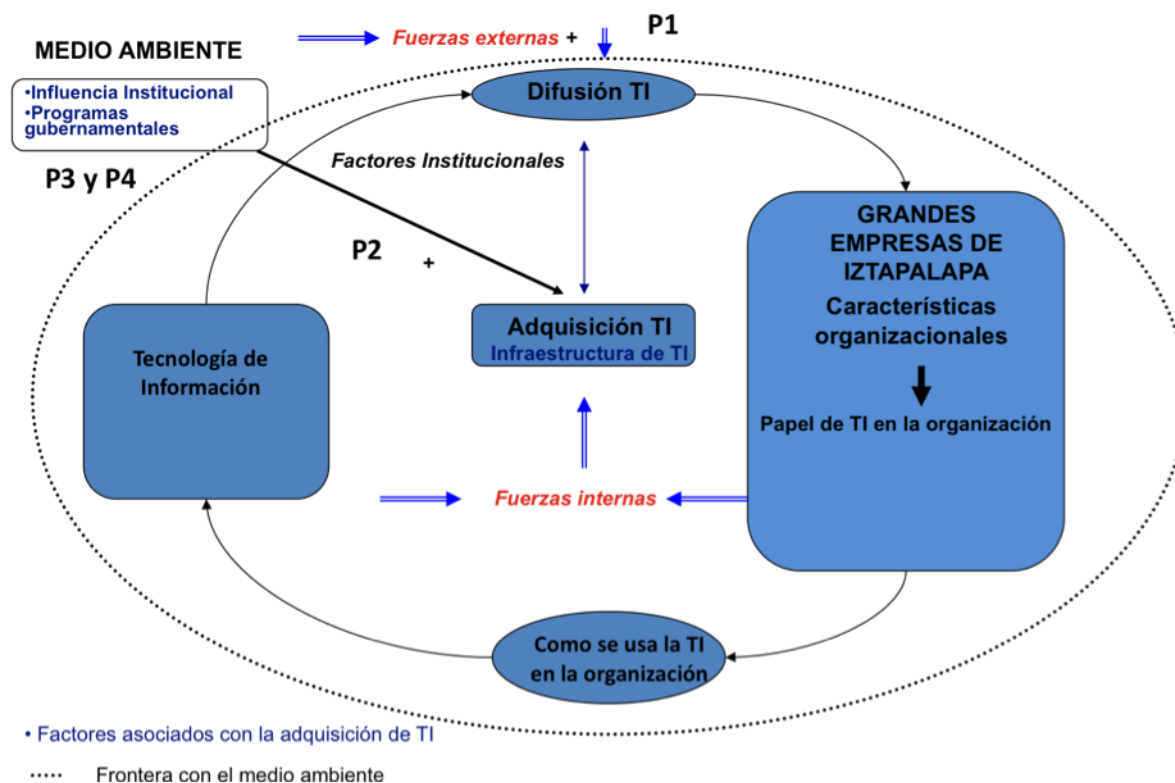 Fuerzas externas +
P1
MEDIO AMBIENTE
•Influencia Institucional
•Programas
gubernamentales
P3 y P4
Difusión TI
Factores Institucionales
P2
+
GRANDES
EMPRESAS DE
IZTAPALAPA
Características
organizacionales
Papel de TI en la organización
Adquisición TI
Infraestructura de TI
Tecnología de
Información
Fuerzas internas
Como se usa la TI
en la organización
• Factores asociados con la adquisición de TI
Frontera con el medio ambiente